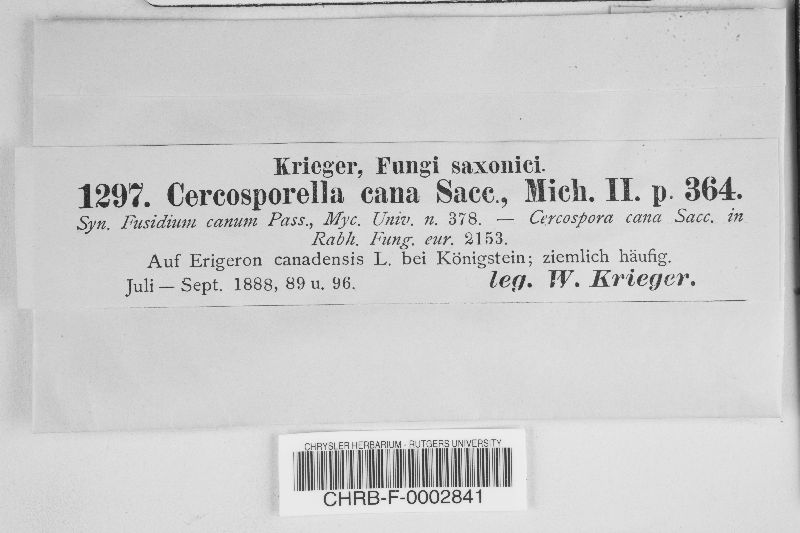 Krieger, Fungi saxonici.
1297. Cercosporella cana Sacc., Mich. II. p. 364.
Syn. Fusidium canum Pass., Myc. Univ. n. 378. — Cercospora cana Sacc. in
Rabh. Fung. eur. 2153.
Auf Erigeron canadensis L. bei Königstein; ziemlich häufig.
Juli — Sept. 1888, 89 u. 96. leg. W. Krieger.
CHRYSLER HERBARIUM - RUTGERS UNIVERSITY
CHRB-F-0002841